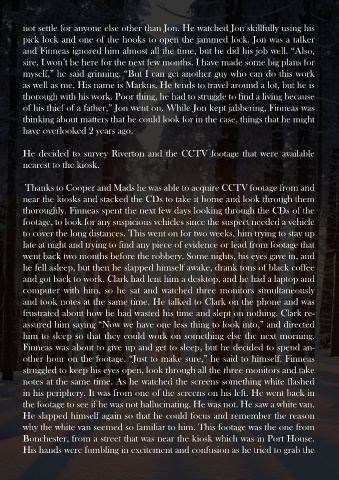 not settle for anyone else other than Jon. He watched Jon skillfully using his
pick lock and one of the hooks to open the jammed lock. Jon was a talker
and Finneas ignored him almost all the time, but he did his job well. “Also,
sire, I won't be here for the next few months. I have made some big plans for
myself,” he said grinning. “But I can get another guy who can do this work
as well as me. His name is Markus. He tends to travel around a lot, but he is
thorough with his work. Poor thing, he had to struggle to find a living because
of his thief of a father,” Jon went on. While Jon kept jabbering, Finneas was
thinking about matters that he could look for in the case, things that he might
have overlooked 2 years ago.
He decided to survey Riverton and the CCTV footage that were available
nearest to the kiosk.
Thanks to Cooper and Mads he was able to acquire CCTV footage from and
near the kiosks and stacked the CDs to take it home and look through them
thoroughly. Finneas spent the next few days looking through the CDs of the
footage, to look for any suspicious vehicles since the suspect needed a vehicle
to cover the long distances. This went on for two weeks, him trying to stay up
late at night and trying to find any piece of evidence or lead from footage that
went back two months before the robbery. Some nights, his eyes gave in, and
he fell asleep, but then he slapped himself awake, drank tons of black coffee
and got back to work. Clark had lent him a desktop, and he had a laptop and
computer with him, so he sat and watched three monitors simultaneously
and took notes at the same time. He talked to Clark on the phone and was
frustrated about how he had wasted his time and slept on nothing. Clark re-
assured him saying “Now we have one less thing to look into,” and directed
him to sleep so that they could work on something else the next morning.
Finneas was about to give up and get to sleep, but he decided to spend an-
other hour on the footage. “Just to make sure,” he said to himself. Finneas
struggled to keep his eyes open, look through all the three monitors and take
notes at the same time. As he watched the screens something white flashed
in his periphery. It was from one of the screens on his left. He went back in
the footage to see if he was not hallucinating. He was not. He saw a white van.
He slapped himself again so that he could focus and remember the reason
why the white van seemed so familiar to him. This footage was the one from
Bonchester, from a street that was near the kiosk which was in Port House.
His hands were fumbling in excitement and confusion as he tried to grab the